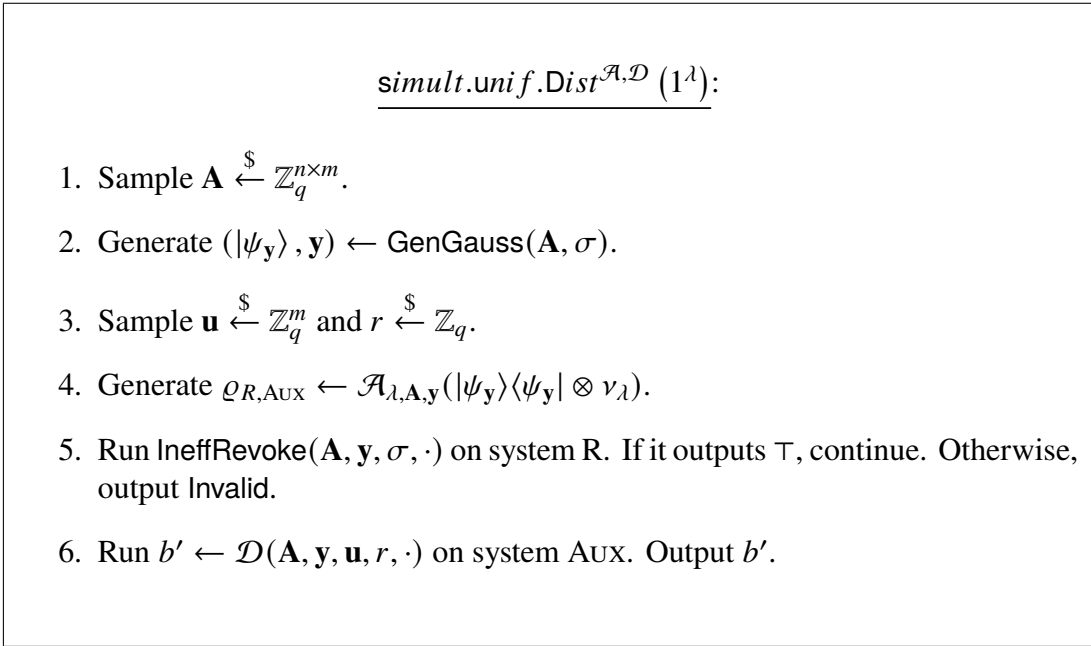 simult.unif.Dist^{𝒜,𝒟} (1^λ):
1. Sample 𝐀 ←^$ ℤ_q^{n×m}.
2. Generate (|ψ_𝐲⟩, 𝐲) ← GenGauss(𝐀, σ).
3. Sample 𝐮 ←^$ ℤ_q^m and r ←^$ ℤ_q.
4. Generate ϱ_{R,AUX} ← 𝒜_{λ,𝐀,𝐲}(|ψ_𝐲⟩⟨ψ_𝐲| ⊗ ν_λ).
5. Run IneffRevoke(𝐀, 𝐲, σ, ·) on system R. If it outputs ⊤, continue. Otherwise,
output Invalid.
6. Run b′ ← 𝒟(𝐀, 𝐲, 𝐮, r, ·) on system AUX. Output b′.